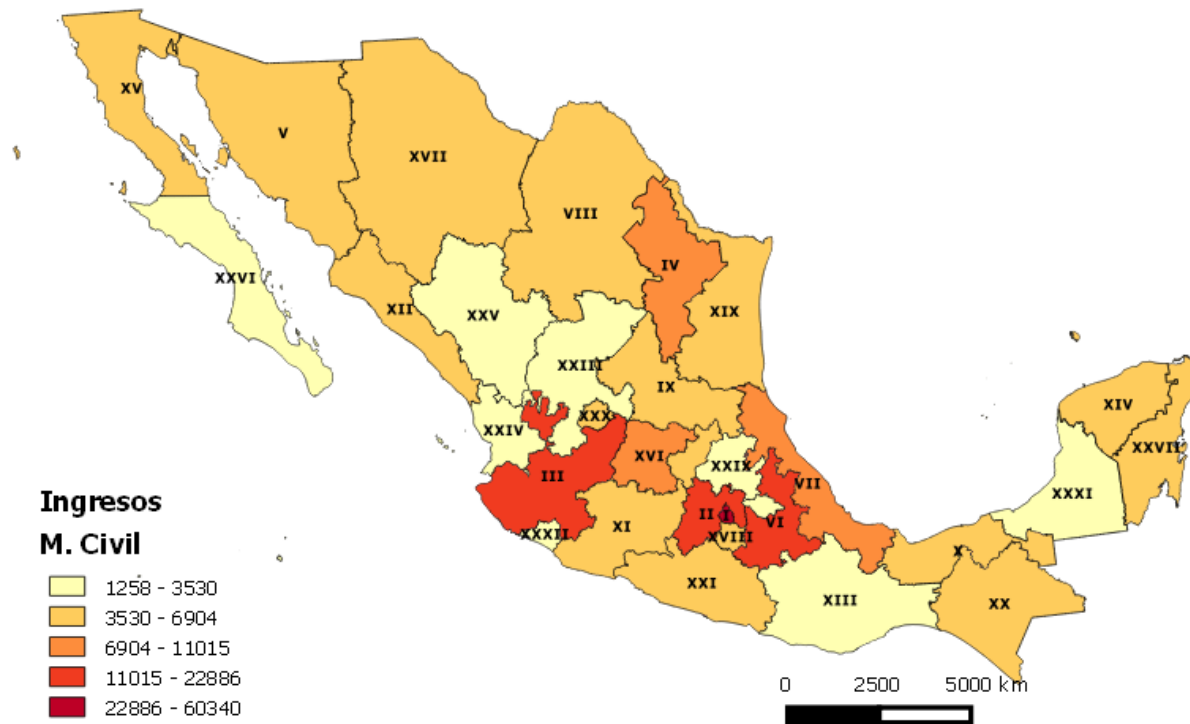 XV
V
XVII
VIII
IV
XXVI
XII
XXV
XIX
XXIII
IX
XXIV
XXX
XIV
XXVII
III
XVI
XXIX
VII
XXXI
II
I
VI
XXXII
XI
XVIII
X
XXI
XIII
XX
Ingresos
M. Civil
1258 - 3530
3530 - 6904
6904 - 11015
11015 - 22886
22886 - 60340
0 2500 5000 km